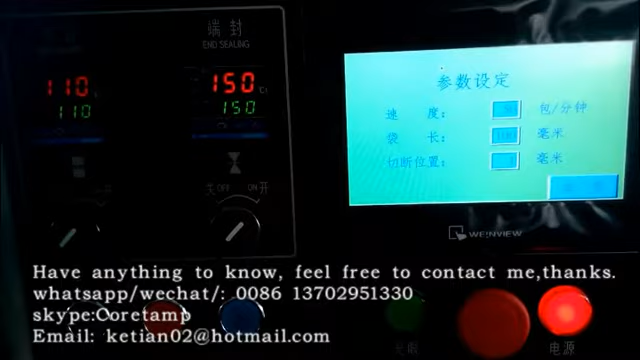 端封
END SEALING
110
110
150
150
参数设定
速 度: 包/分钟
袋 长: 毫米
切断位置: 毫米
关OFF ON开
WEINVIEW
Have anything to know, feel free to contact me,thanks.
whatsapp/wechat/: 0086 13702951330
skype:Coretamp
Email: ketian02@hotmail.com
电源